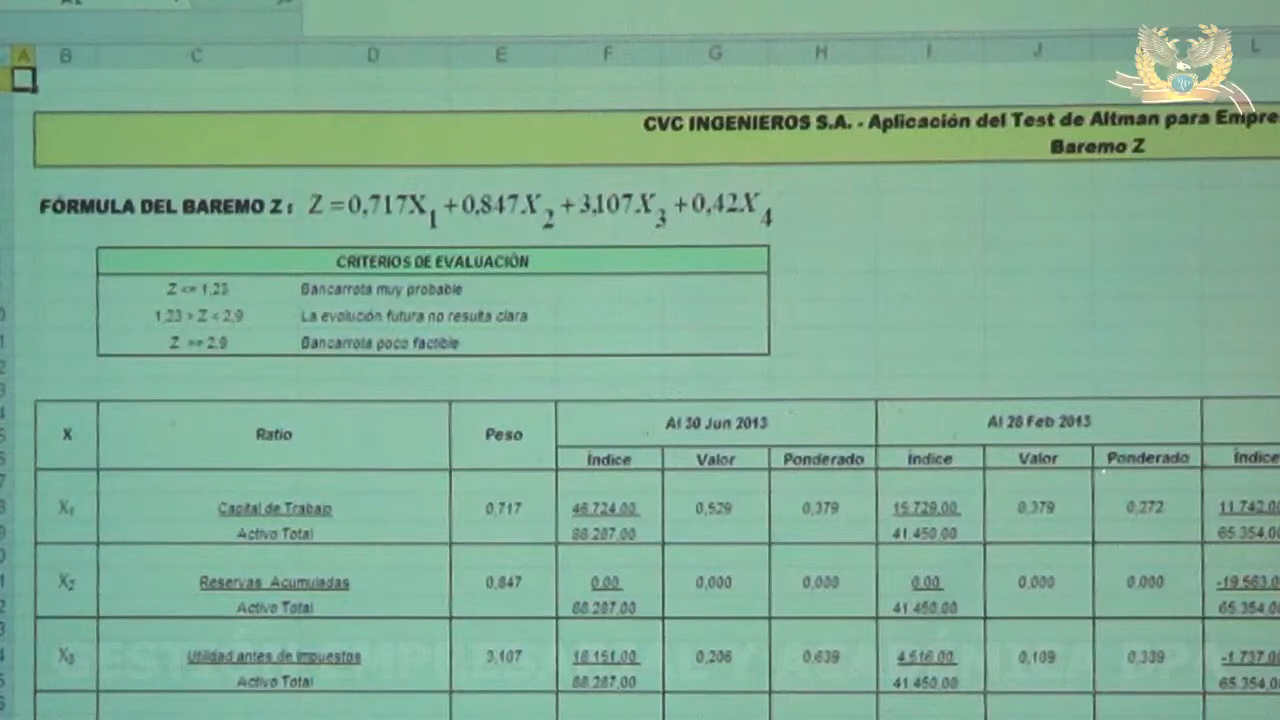 A B C D E F G H I J L
CVC INGENIEROS S.A. - Aplicación del Test de Altman para Empre
Baremo Z
FÓRMULA DEL BAREMO Z : Z = 0,717X1 + 0,847X2 + 3,107X3 + 0,42X4
CRITERIOS DE EVALUACIÓN
Z <= 1,23 Bancarrota muy probable
1,23 > Z < 2,9 La evolución futura no resulta clara
Z >= 2,9 Bancarrota poco factible
X Ratio Peso Al 30 Jun 2013 Al 28 Feb 2013
Índice Valor Ponderado Índice Valor Ponderado Índice
X1 Capital de Trabajo 0,717 46.724,00 0,529 0,379 15.729,00 0,379 0,272 11.742,0
Activo Total 88.287,00 41.450,00 65.354,00
X2 Reservas Acumuladas 0,847 0,00 0,000 0,000 0,00 0,000 0,000 -19.563,0
Activo Total 88.287,00 41.450,00 65.354,00
X3 Utilidad antes de Impuestos 3,107 18.151,00 0,206 0,639 4.516,00 0,109 0,339 -1.737,0
Activo Total 88.287,00 41.450,00 65.354,00